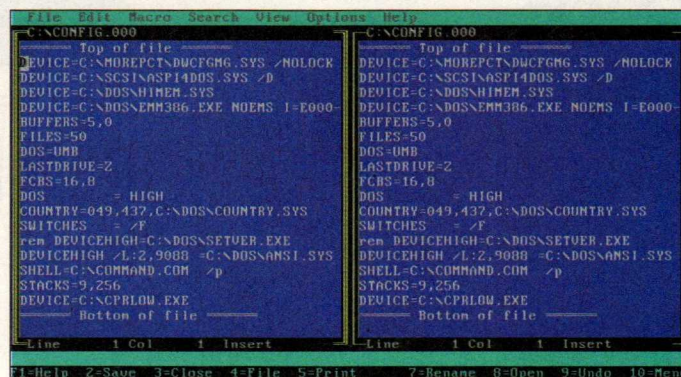 File Edit Macro Search View Options Help
C:\CONFIG.000
Top of file
DEVICE=C:\MOREPCT\DWCFGMG.SYS /NOLOCK
DEVICE=C:\SCSI\ASPI4DOS.SYS /D
DEVICE=C:\DOS\HIMEM.SYS
DEVICE=C:\DOS\EMM386.EXE NOEMS I=E000-
BUFFERS=5,0
FILES=50
DOS=UMB
LASTDRIVE=Z
FCBS=16,8
DOS = HIGH
COUNTRY=049,437,C:\DOS\COUNTRY.SYS
SWITCHES = /F
rem DEVICEHIGH=C:\DOS\SETVER.EXE
DEVICEHIGH /L:2,9088 =C:\DOS\ANSI.SYS
SHELL=C:\COMMAND.COM /p
STACKS=9,256
DEVICE=C:\CPRLOW.EXE
Bottom of file
Line 1 Col 1 Insert
C:\CONFIG.000
Top of file
DEVICE=C:\MOREPCT\DWCFGMG.SYS /NOLOCK
DEVICE=C:\SCSI\ASPI4DOS.SYS /D
DEVICE=C:\DOS\HIMEM.SYS
DEVICE=C:\DOS\EMM386.EXE NOEMS I=E000-
BUFFERS=5,0
FILES=50
DOS=UMB
LASTDRIVE=Z
FCBS=16,8
DOS = HIGH
COUNTRY=049,437,C:\DOS\COUNTRY.SYS
SWITCHES = /F
rem DEVICEHIGH=C:\DOS\SETVER.EXE
DEVICEHIGH /L:2,9088 =C:\DOS\ANSI.SYS
SHELL=C:\COMMAND.COM /p
STACKS=9,256
DEVICE=C:\CPRLOW.EXE
Bottom of file
Line 1 Col 1 Insert
F1=Help 2=Save 3=Close 4=File 5=Print 7=Rename 8=Open 9=Undo 10=Menu